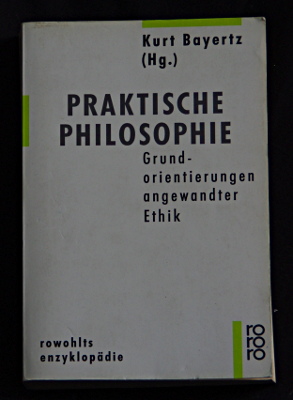 Kurt Bayertz
(Hg.)
PRAKTISCHE
PHILOSOPHIE
Grund-
orientierungen
angewandter
Ethik
rowohlts
enzyklopädie
ro
ro
ro